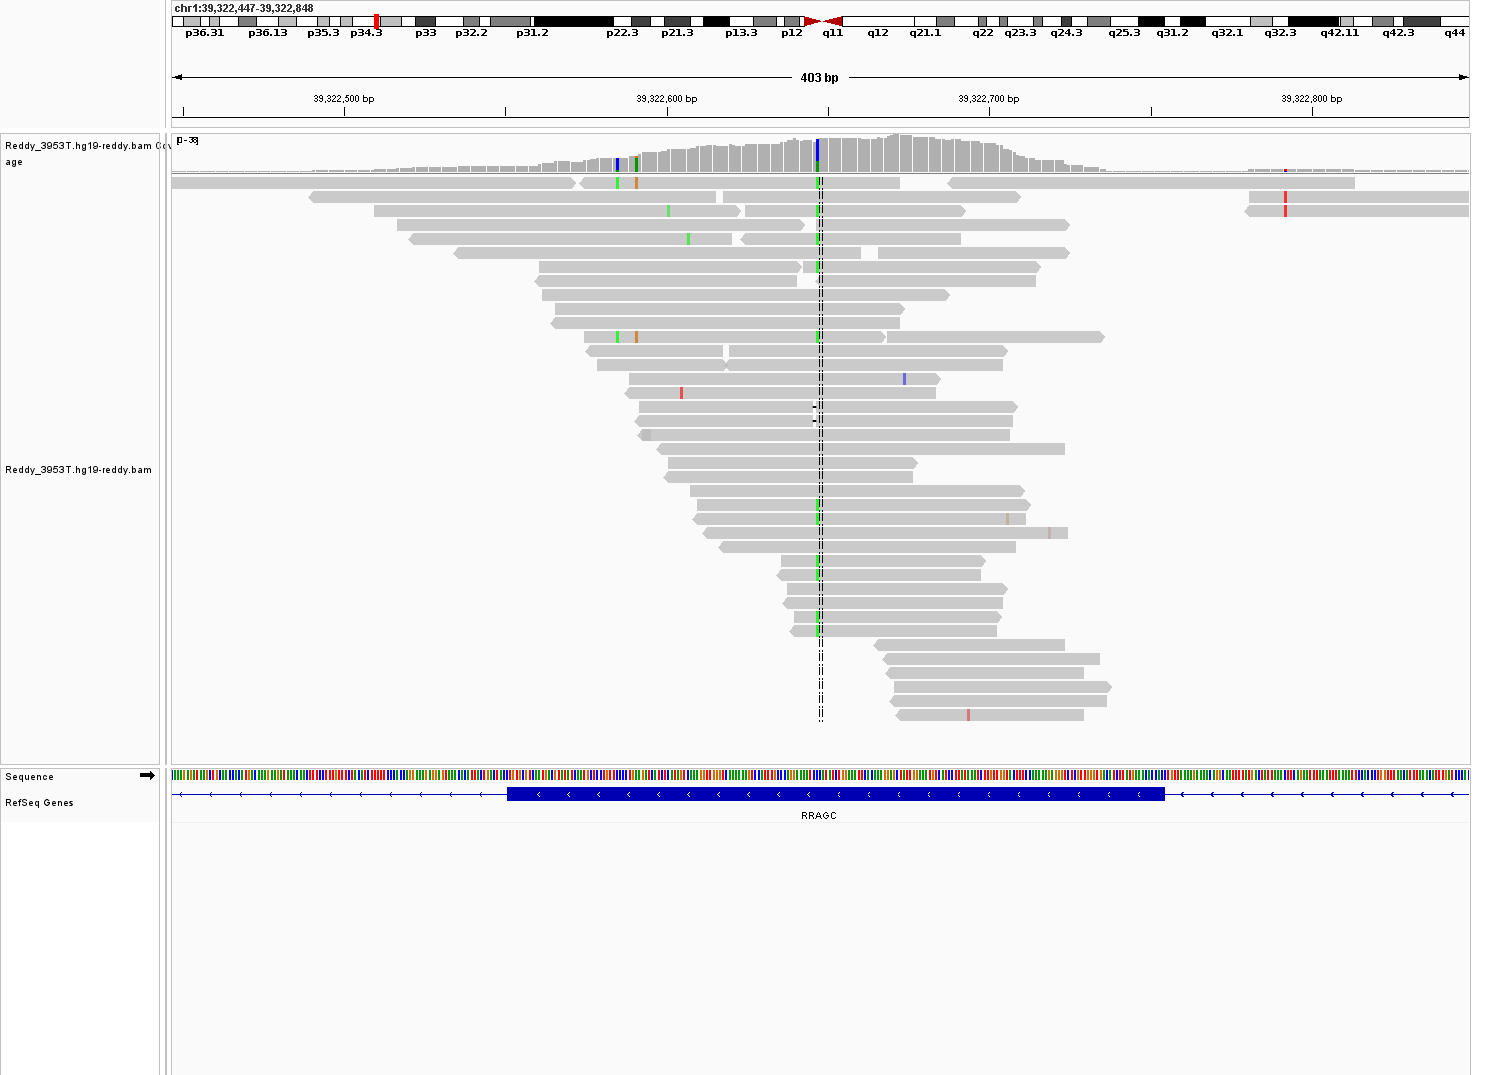 chr1:39,322,447-39,322,848
p36.31 p36.13 p35.3 p34.3 p33 p32.2 p31.2 p22.3 p21.3 p13.3 p12 q11 q12 q21.1 q22 q23.3 q24.3 q25.3 q31.2 q32.1 q32.3 q42.11 q42.3 q44
403 bp
39,322,500 bp 39,322,600 bp 39,322,700 bp 39,322,800 bp
Reddy_3953T.hg19-reddy.bam Cov
age
[0 - 38]
Reddy_3953T.hg19-reddy.bam
Sequence
RefSeq Genes
RRAGC